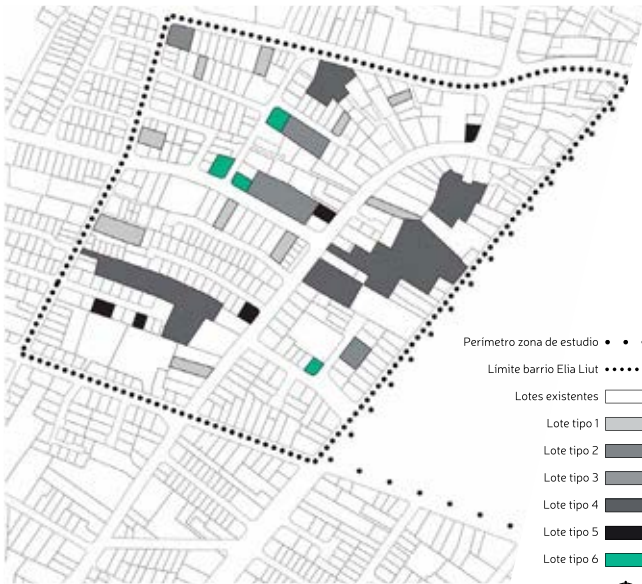 Perímetro zona de estudio
Límite barrio Elia Liut
Lotes existentes
Lote tipo 1
Lote tipo 2
Lote tipo 3
Lote tipo 4
Lote tipo 5
Lote tipo 6